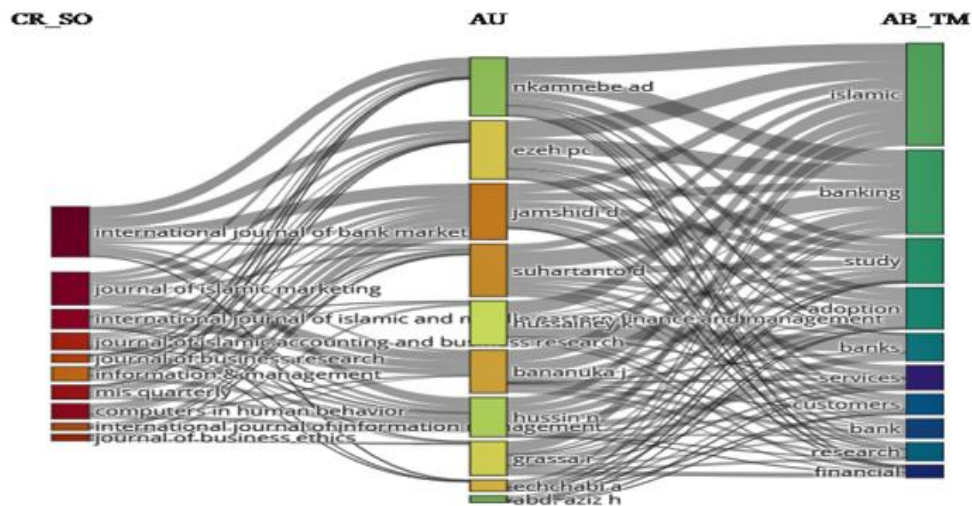 CR_SO
AU
AB_TM
international journal of bank market
journal of islamic marketing
international journal of islamic and middle eastern finance and management
journal of islamic accounting and business research
journal of business research
information & management
mis quarterly
computers in human behavior
international journal of information management
journal of business ethics
nkamnebe ad
ezeh pc
jamshidi d
suhartanto d
hussainey k
bananuka j
hussin n
grassa r
echchabi a
abd. aziz h
islamic
banking
study
adoption
banks
services
customers
bank
research
financial